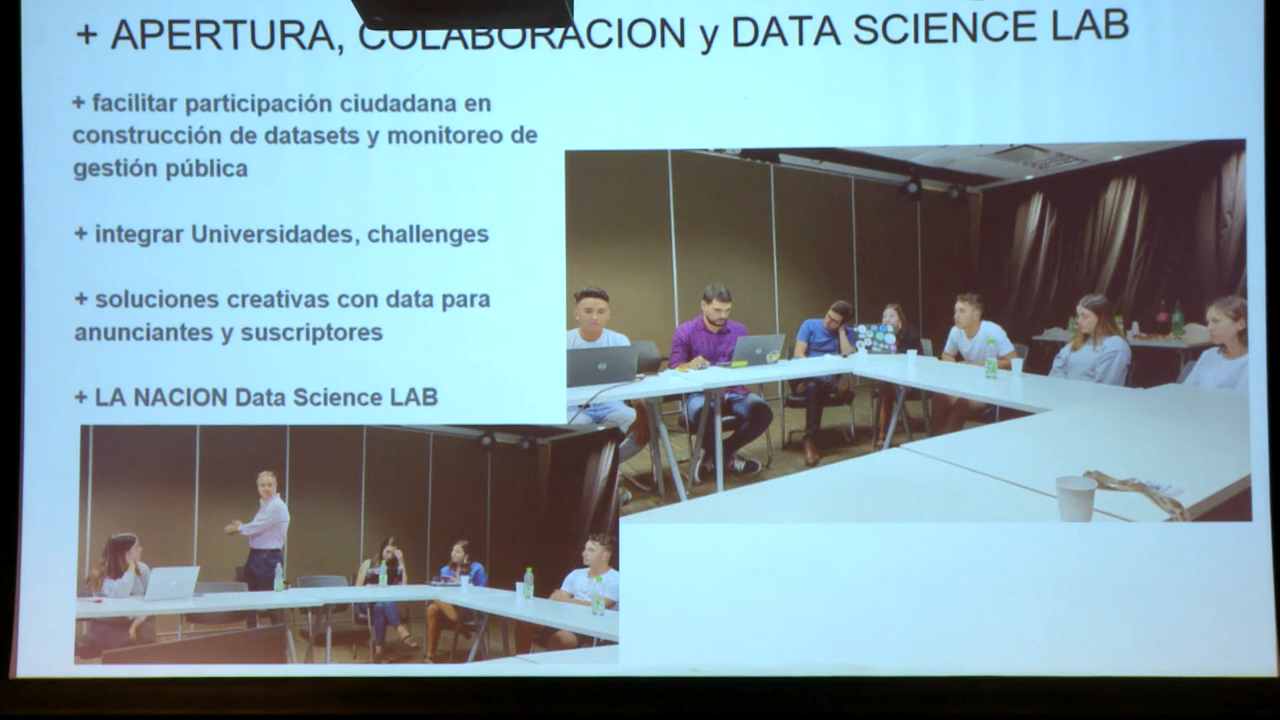 + APERTURA, COLABORACION y DATA SCIENCE LAB
+ facilitar participación ciudadana en
construcción de datasets y monitoreo de
gestión pública
+ integrar Universidades, challenges
+ soluciones creativas con data para
anunciantes y suscriptores
+ LA NACION Data Science LAB